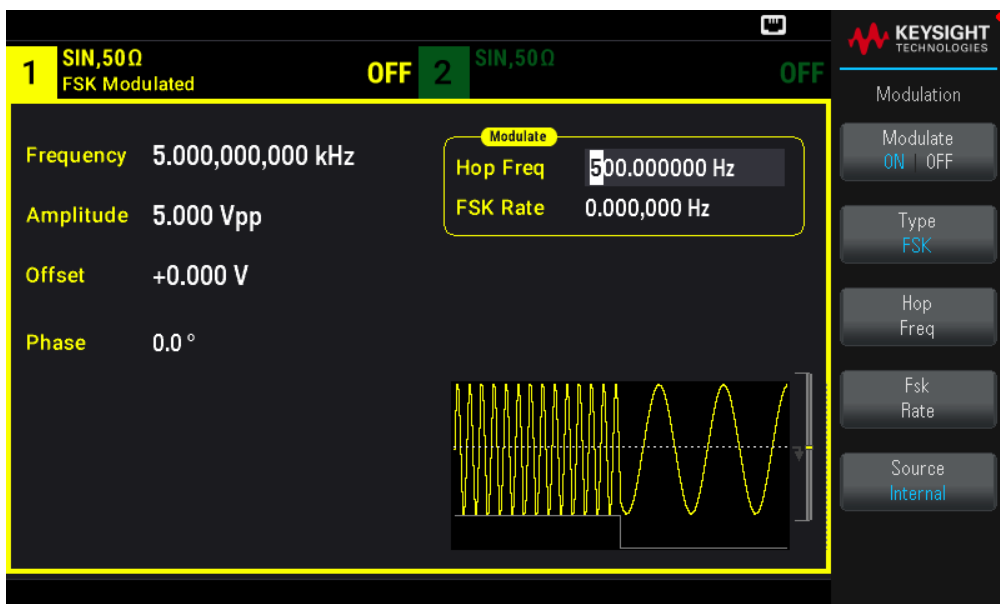 1
SIN,50Ω
FSK Modulated
OFF
2
SIN,50Ω
OFF
Frequency 5.000,000,000 kHz
Amplitude 5.000 Vpp
Offset +0.000 V
Phase 0.0 °
Modulate
Hop Freq 500.000000 Hz
FSK Rate 0.000,000 Hz
KEYSIGHT
TECHNOLOGIES
Modulation
Modulate
ON | OFF
Type
FSK
Hop
Freq
Fsk
Rate
Source
Internal